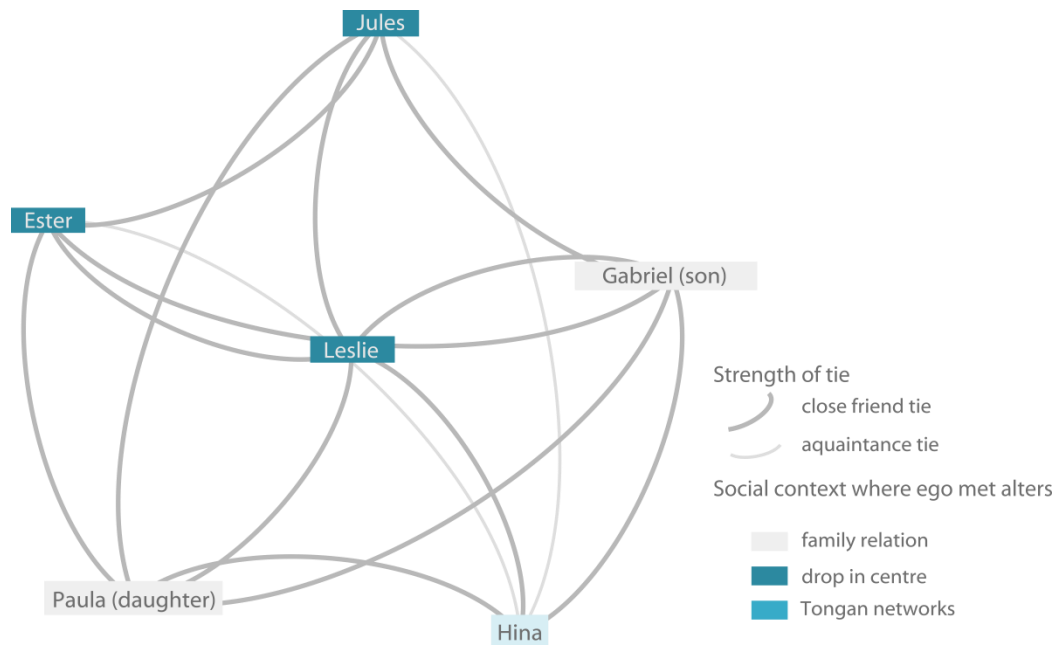 Jules
Ester
Gabriel (son)
Leslie
Strength of tie
close friend tie
aquaintance tie
Social context where ego met alters
family relation
drop in centre
Tongan networks
Paula (daughter)
Hina